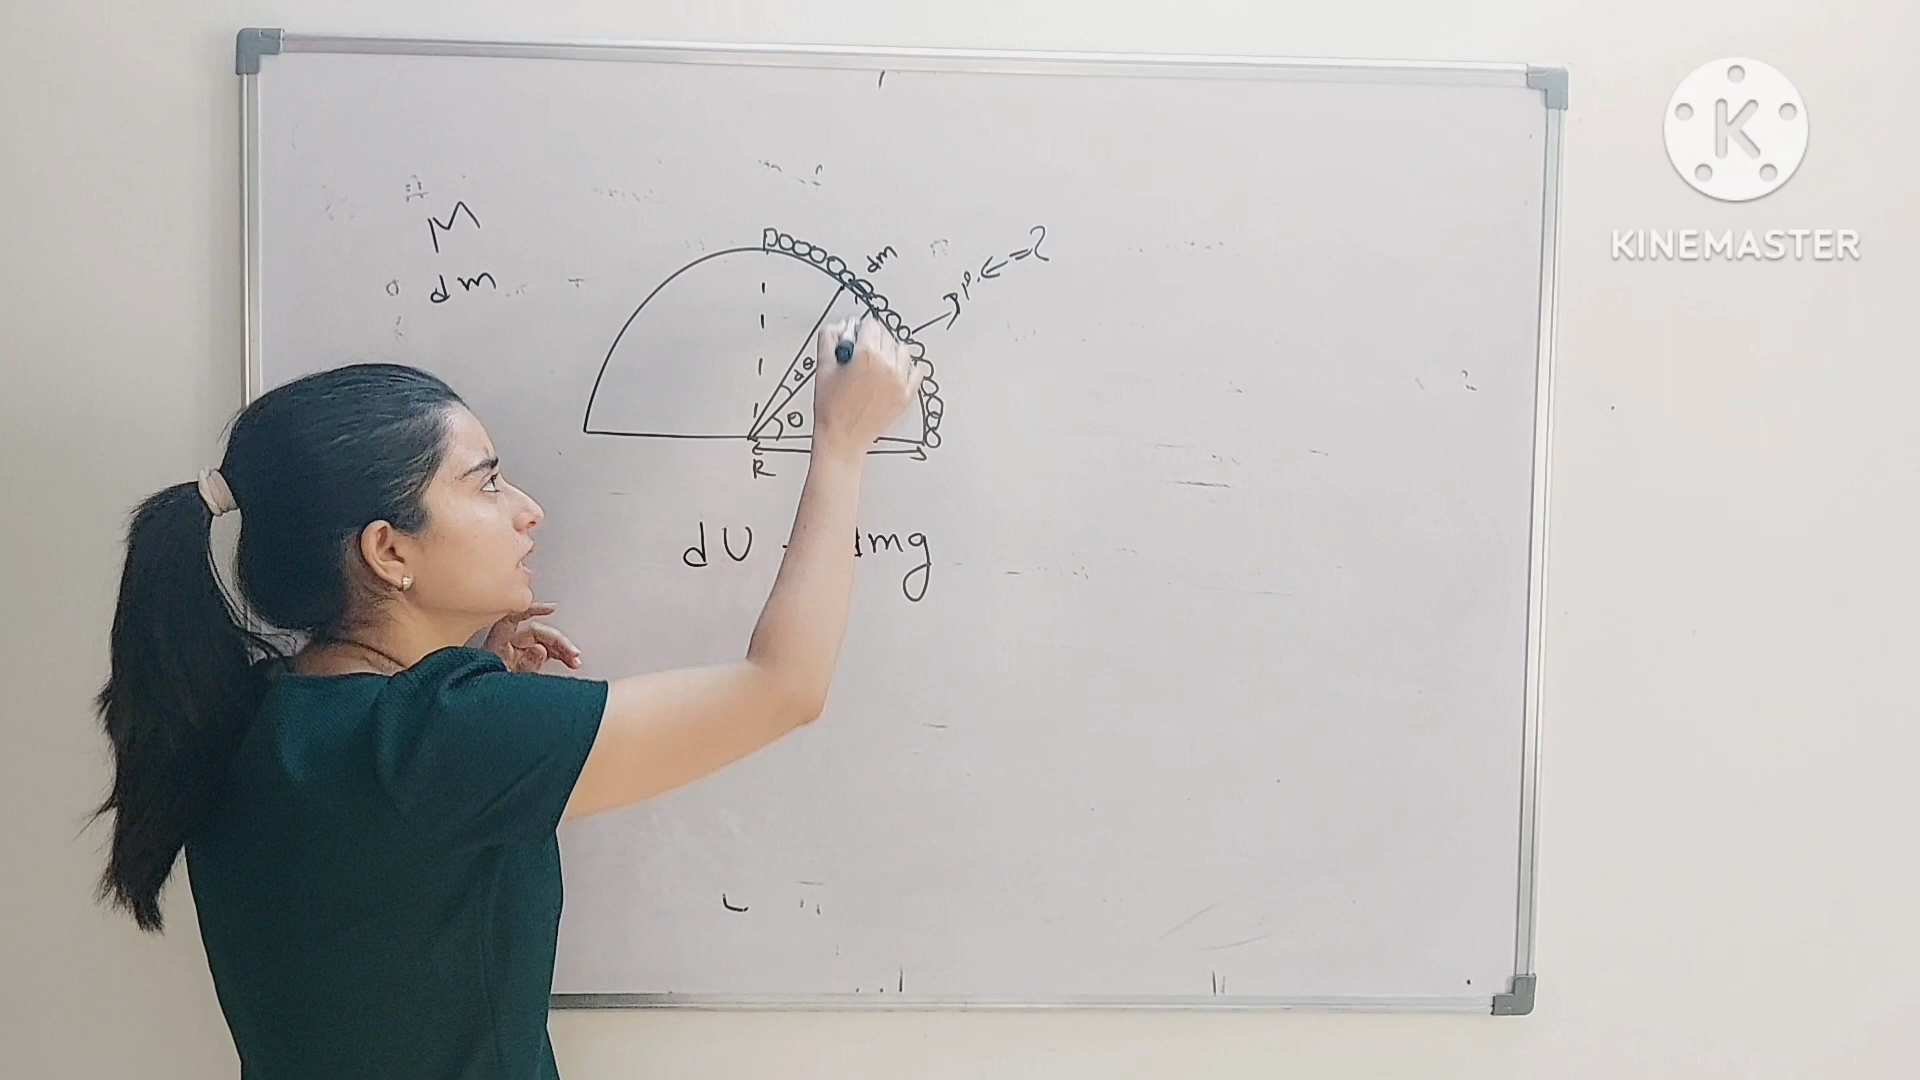 M
dm
dm
P.E = ?
dθ
θ
R
dU dmg
K
KINEMASTER